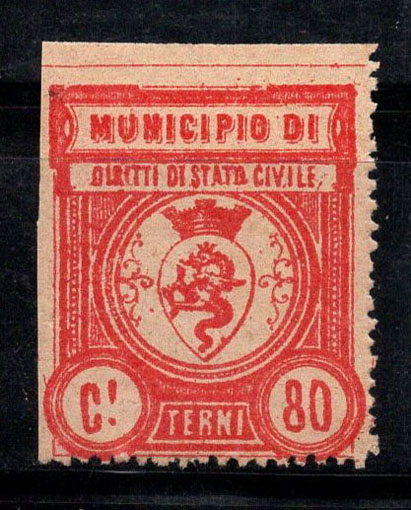 MUNICIPIO DI
DIRITTI DI STATO CIVILE
C! TERNI 80